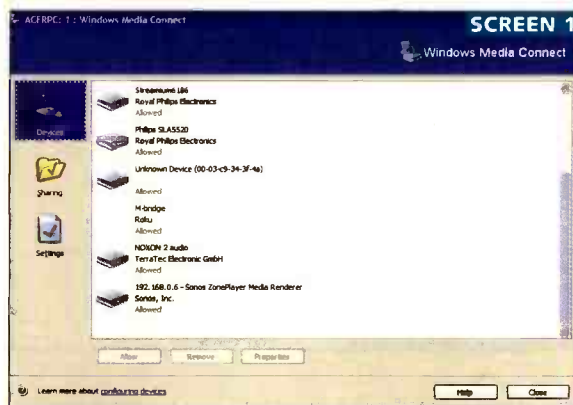 ACERPC: 1 : Windows Media Connect
SCREEN 1
Windows Media Connect
Devices
Sharing
Settings
Streamium 186
Royal Philips Electronics
Allowed
Philips SLA5520
Royal Philips Electronics
Allowed
Unknown Device (00-03-c9-34-3f-4a)
Allowed
M-bridge
Roku
Allowed
NOXON 2 audio
TerraTec Electronic GmbH
Allowed
192.168.0.6 - Sonos ZonePlayer Media Renderer
Sonos, Inc.
Allowed
Allow
Remove
Properties
Learn more about configuring devices
Help
Close